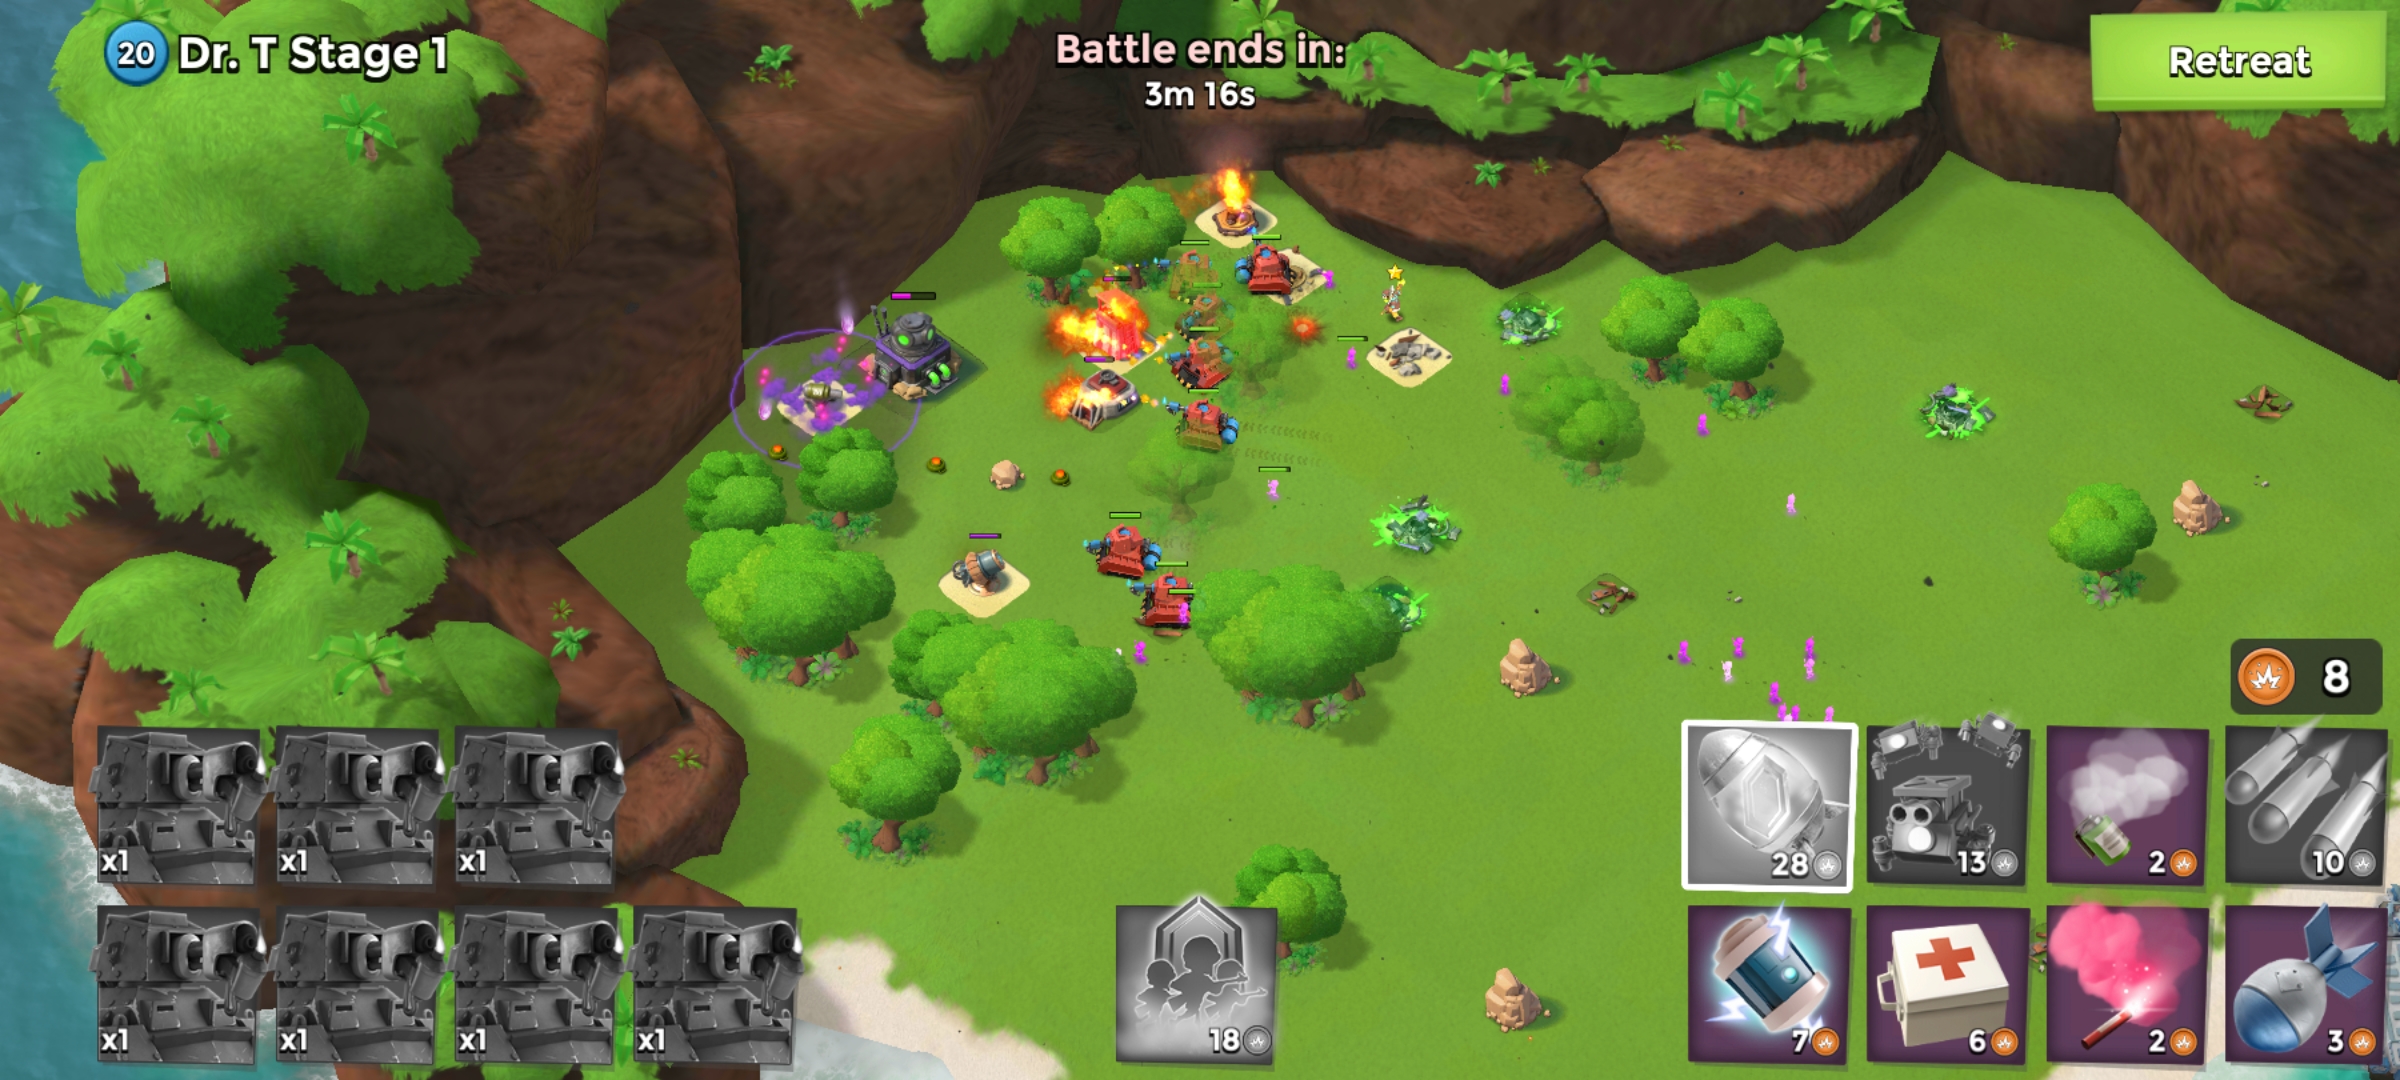 20 Dr. T Stage 1
Battle ends in:
3m 16s
Retreat
8
x1
x1
x1
28
13
2
10
x1
x1
x1
x1
18
7
6
2
3